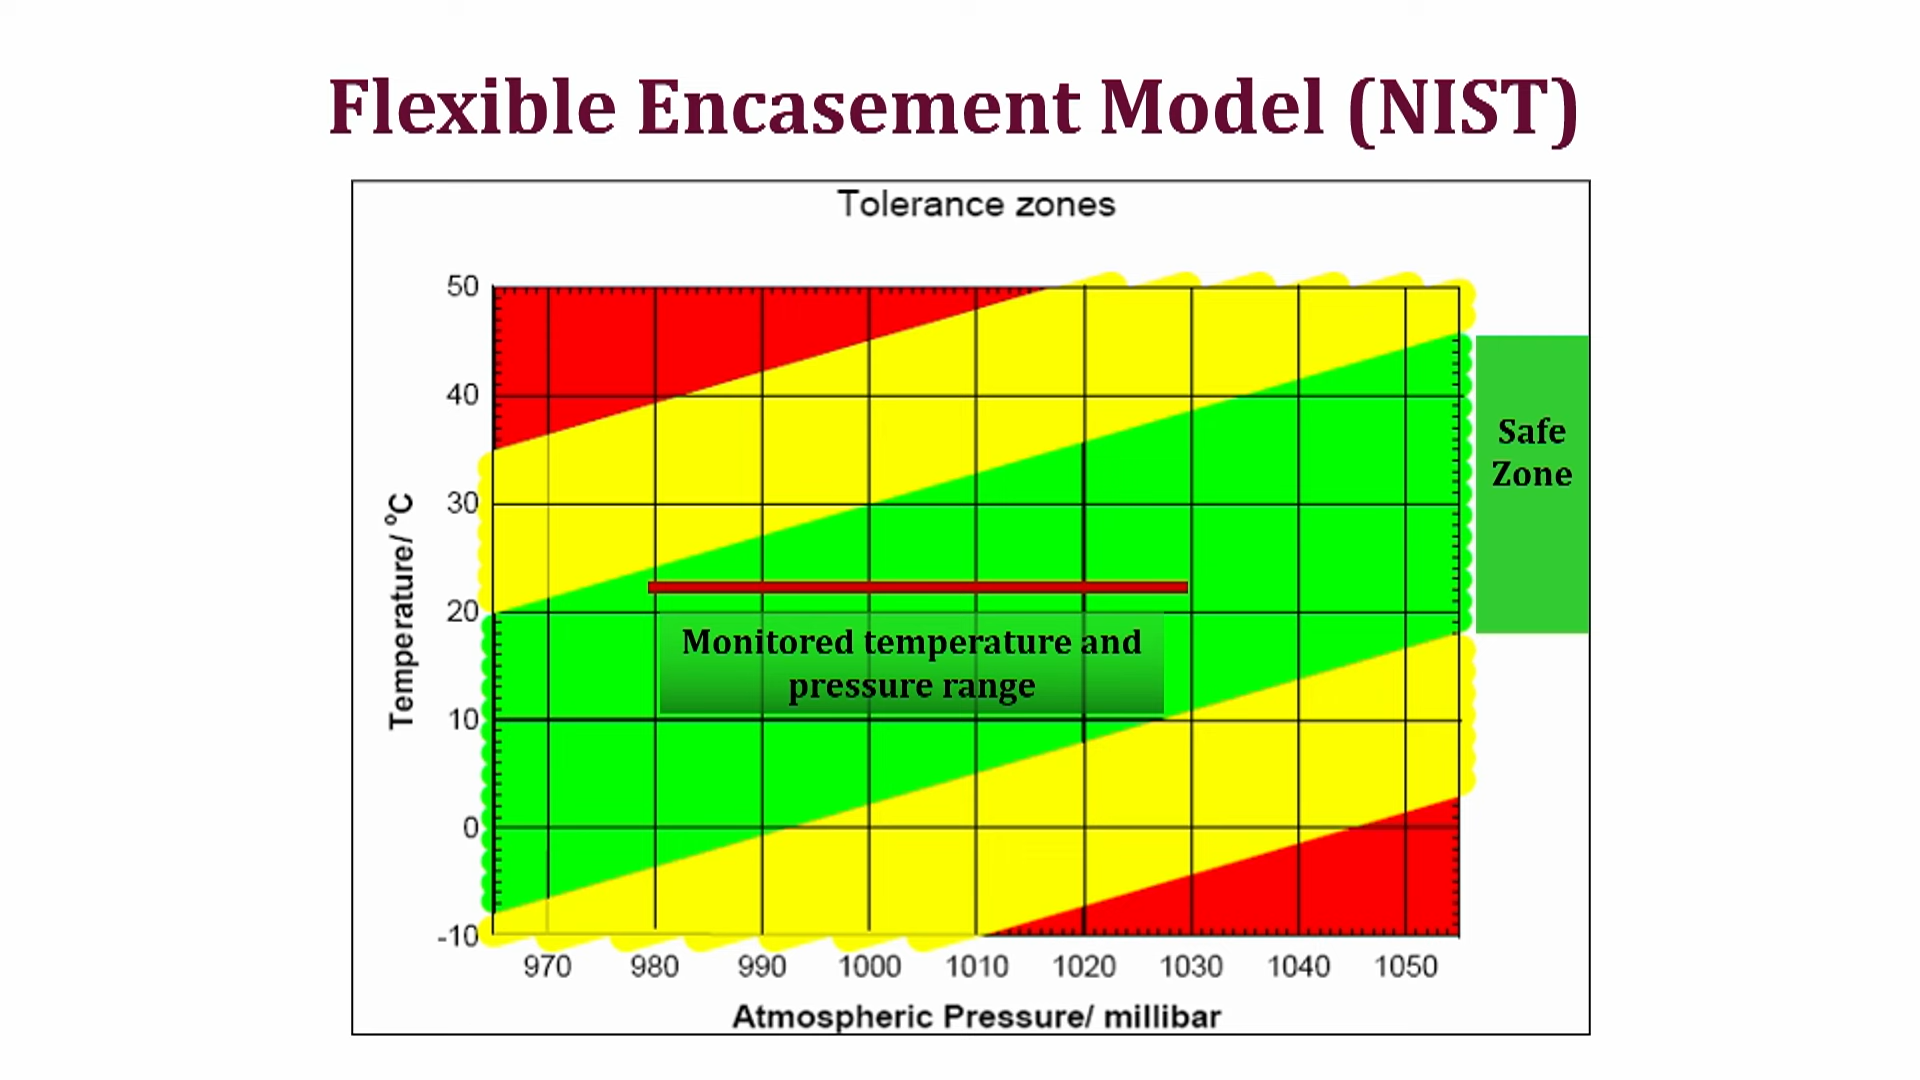 Flexible Encasement Model (NIST)
Tolerance zones
50
40
30
20
10
0
-10
Temperature/ °C
Safe
Zone
Monitored temperature and
pressure range
970 980 990 1000 1010 1020 1030 1040 1050
Atmospheric Pressure/ millibar